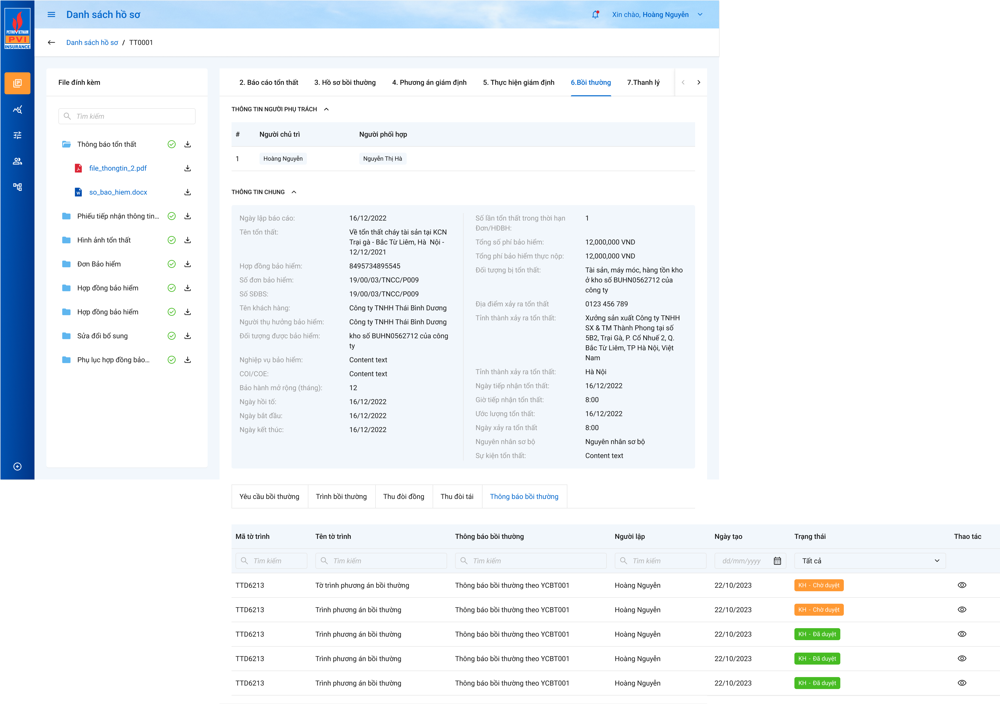 PETROVIETNAM
PVI
INSURANCE
Danh sách hồ sơ
Xin chào, Hoàng Nguyễn
Danh sách hồ sơ / TT0001
File đính kèm
Tìm kiếm
Thông báo tổn thất
file_thongtin_2.pdf
so_bao_hiem.docx
Phiếu tiếp nhận thông tin...
Hình ảnh tổn thất
Đơn Bảo hiểm
Hợp đồng bảo hiểm
Hợp đồng bảo hiểm
Sửa đổi bổ sung
Phụ lục hợp đồng bảo...
2. Báo cáo tổn thất 3. Hồ sơ bồi thường 4. Phương án giám định 5. Thực hiện giám định 6.Bồi thường 7.Thanh lý
THÔNG TIN NGƯỜI PHỤ TRÁCH
# Người chủ trì Người phối hợp
1 Hoàng Nguyễn Nguyễn Thị Hà
THÔNG TIN CHUNG
Ngày lập báo cáo: 16/12/2022
Tên tổn thất: Về tổn thất cháy tài sản tại KCN
Trại gà - Bắc Từ Liêm, Hà Nội -
12/12/2021
Hợp đồng bảo hiểm: 8495734895545
Số đơn bảo hiểm: 19/00/03/TNCC/P009
Số SĐBS: 19/00/03/TNCC/P009
Tên khách hàng: Công ty TNHH Thái Bình Dương
Người thụ hưởng bảo hiểm: Công ty TNHH Thái Bình Dương
Đối tượng được bảo hiểm: kho số BUHN0562712 của công
ty
Nghiệp vụ bảo hiểm: Content text
COI/COE: Content text
Bảo hành mở rộng (tháng): 12
Ngày hồi tố: 16/12/2022
Ngày bắt đầu: 16/12/2022
Ngày kết thúc: 16/12/2022
Số lần tổn thất trong thời hạn 1
Đơn/HĐBH:
Tổng số phí bảo hiểm: 12,000,000 VND
Tổng phí bảo hiểm thực nộp: 12,000,000 VND
Đối tượng bị tổn thất: Tài sản, máy móc, hàng tồn kho
ở kho số BUHN0562712 của
công ty
Địa điểm xảy ra tổn thất 0123 456 789
Tỉnh thành xảy ra tổn thất: Xưởng sản xuất Công ty TNHH
SX & TM Thành Phong tại số
5B2, Trại Gà, P. Cổ Nhuế 2, Q.
Bắc Từ Liêm, TP Hà Nội, Việt
Nam
Tỉnh thành xảy ra tổn thất: Hà Nội
Ngày tiếp nhận tổn thất: 16/12/2022
Giờ tiếp nhận tổn thất: 8:00
Ước lượng tổn thất: 16/12/2022
Ngày xảy ra tổn thất 8:00
Nguyên nhân sơ bộ Nguyên nhân sơ bộ
Sự kiện tổn thất: Content text
Yêu cầu bồi thường Trình bồi thường Thu đòi đồng Thu đòi tái Thông báo bồi thường
Mã tờ trình Tên tờ trình Thông báo bồi thường Người lập Ngày tạo Trạng thái Thao tác
Tìm kiếm Tìm kiếm Tìm kiếm Tìm kiếm dd/mm/yyyy Tất cả
TTD6213 Tờ trình phương án bồi thường Thông báo bồi thường theo YCBT001 Hoàng Nguyễn 22/10/2023 KH - Chờ duyệt
TTD6213 Trình phương án bồi thường Thông báo bồi thường theo YCBT001 Hoàng Nguyễn 22/10/2023 KH - Chờ duyệt
TTD6213 Trình phương án bồi thường Thông báo bồi thường theo YCBT001 Hoàng Nguyễn 22/10/2023 KH - Đã duyệt
TTD6213 Trình phương án bồi thường Thông báo bồi thường theo YCBT001 Hoàng Nguyễn 22/10/2023 KH - Đã duyệt
TTD6213 Trình phương án bồi thường Thông báo bồi thường theo YCBT001 Hoàng Nguyễn 22/10/2023 KH - Đã duyệt